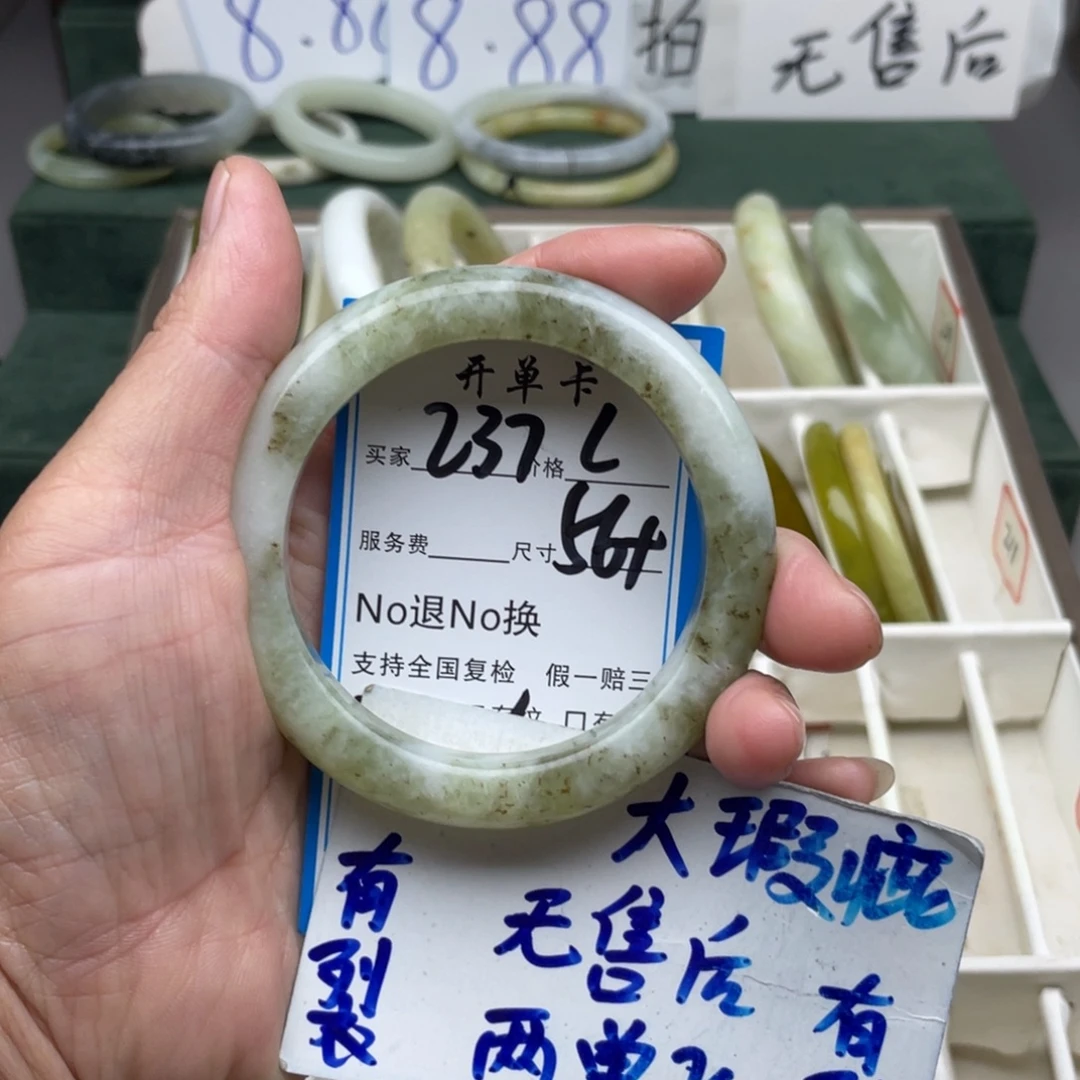 8.88
拍
无售后
开单卡
买家 237 价格 L
服务费 尺寸 564
No退No换
支持全国复检 假一赔三
大瑕疵
有裂
无售后
有
两单